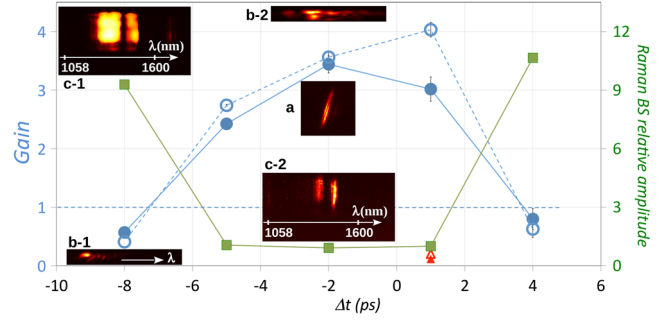 4
3
2
1
0
Gain
12
9
6
3
0
Raman BS relative amplitude
-10
-8
-6
-4
-2
0
2
4
6
Δt (ps)
λ(nm)
1058
1600
c-1
b-2
a
c-2
λ(nm)
1058
1600
b-1
λ